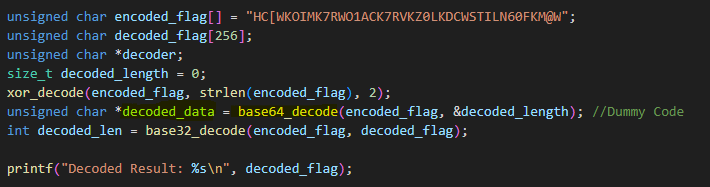 unsigned char encoded_flag[] = "HC[WKOIMK7RWO1ACK7RVKZ0LKDCWSTILN60FKM@W";
unsigned char decoded_flag[256];
unsigned char *decoder;
size_t decoded_length = 0;
xor_decode(encoded_flag, strlen(encoded_flag), 2);
unsigned char *decoded_data = base64_decode(encoded_flag, &decoded_length); //Dummy Code
int decoded_len = base32_decode(encoded_flag, decoded_flag);
printf("Decoded Result: %s\n", decoded_flag);